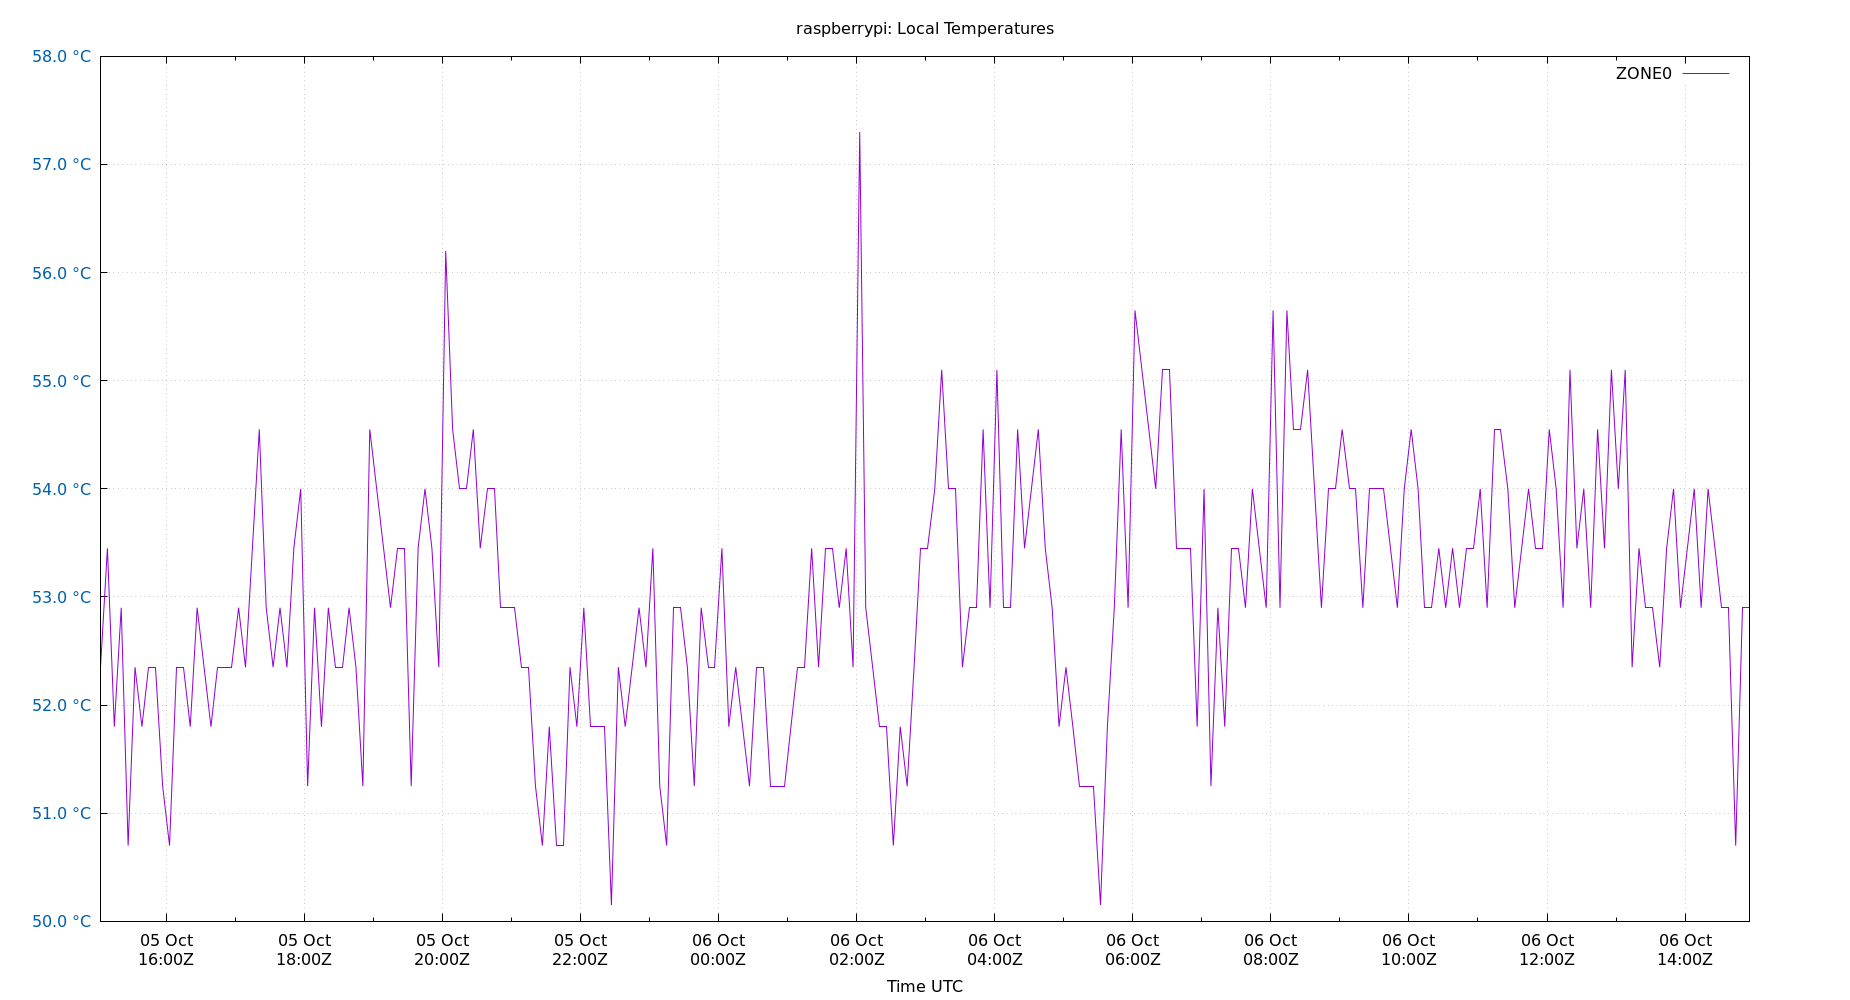 raspberrypi: Local Temperatures
58.0 °C
ZONE0
57.0 °C
56.0 °C
55.0 °C
54.0 °C
53.0 °C
52.0 °C
51.0 °C
50.0 °C
05 Oct 05 Oct 05 Oct 05 Oct 06 Oct 06 Oct 06 Oct 06 Oct 06 Oct 06 Oct 06 Oct 06 Oct
16:00Z 18:00Z 20:00Z 22:00Z 00:00Z 02:00Z 04:00Z 06:00Z 08:00Z 10:00Z 12:00Z 14:00Z
Time UTC